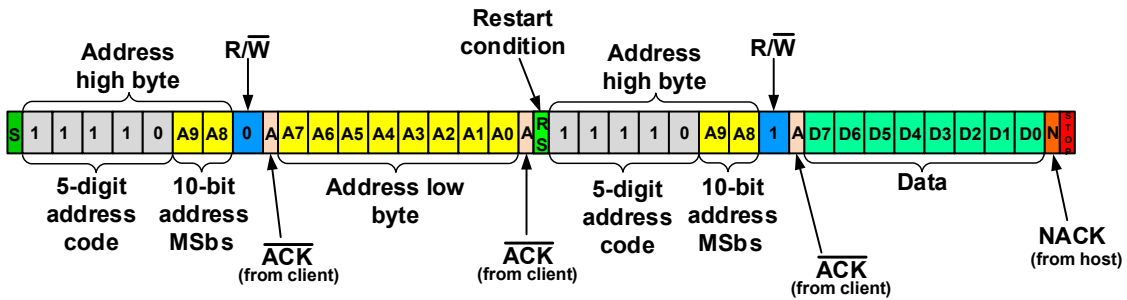 Restart
condition
Address
high byte
R/W̅
Address
high byte
R/W̅
S 1 1 1 1 0 A9 A8 0 A A7 A6 A5 A4 A3 A2 A1 A0 A RS 1 1 1 1 0 A9 A8 1 A D7 D6 D5 D4 D3 D2 D1 D0 N STOP
5-digit
address
code
10-bit
address
MSbs
Address low
byte
5-digit
address
code
10-bit
address
MSbs
Data
A̅C̅K̅
(from client)
A̅C̅K̅
(from client)
A̅C̅K̅
(from client)
NACK
(from host)